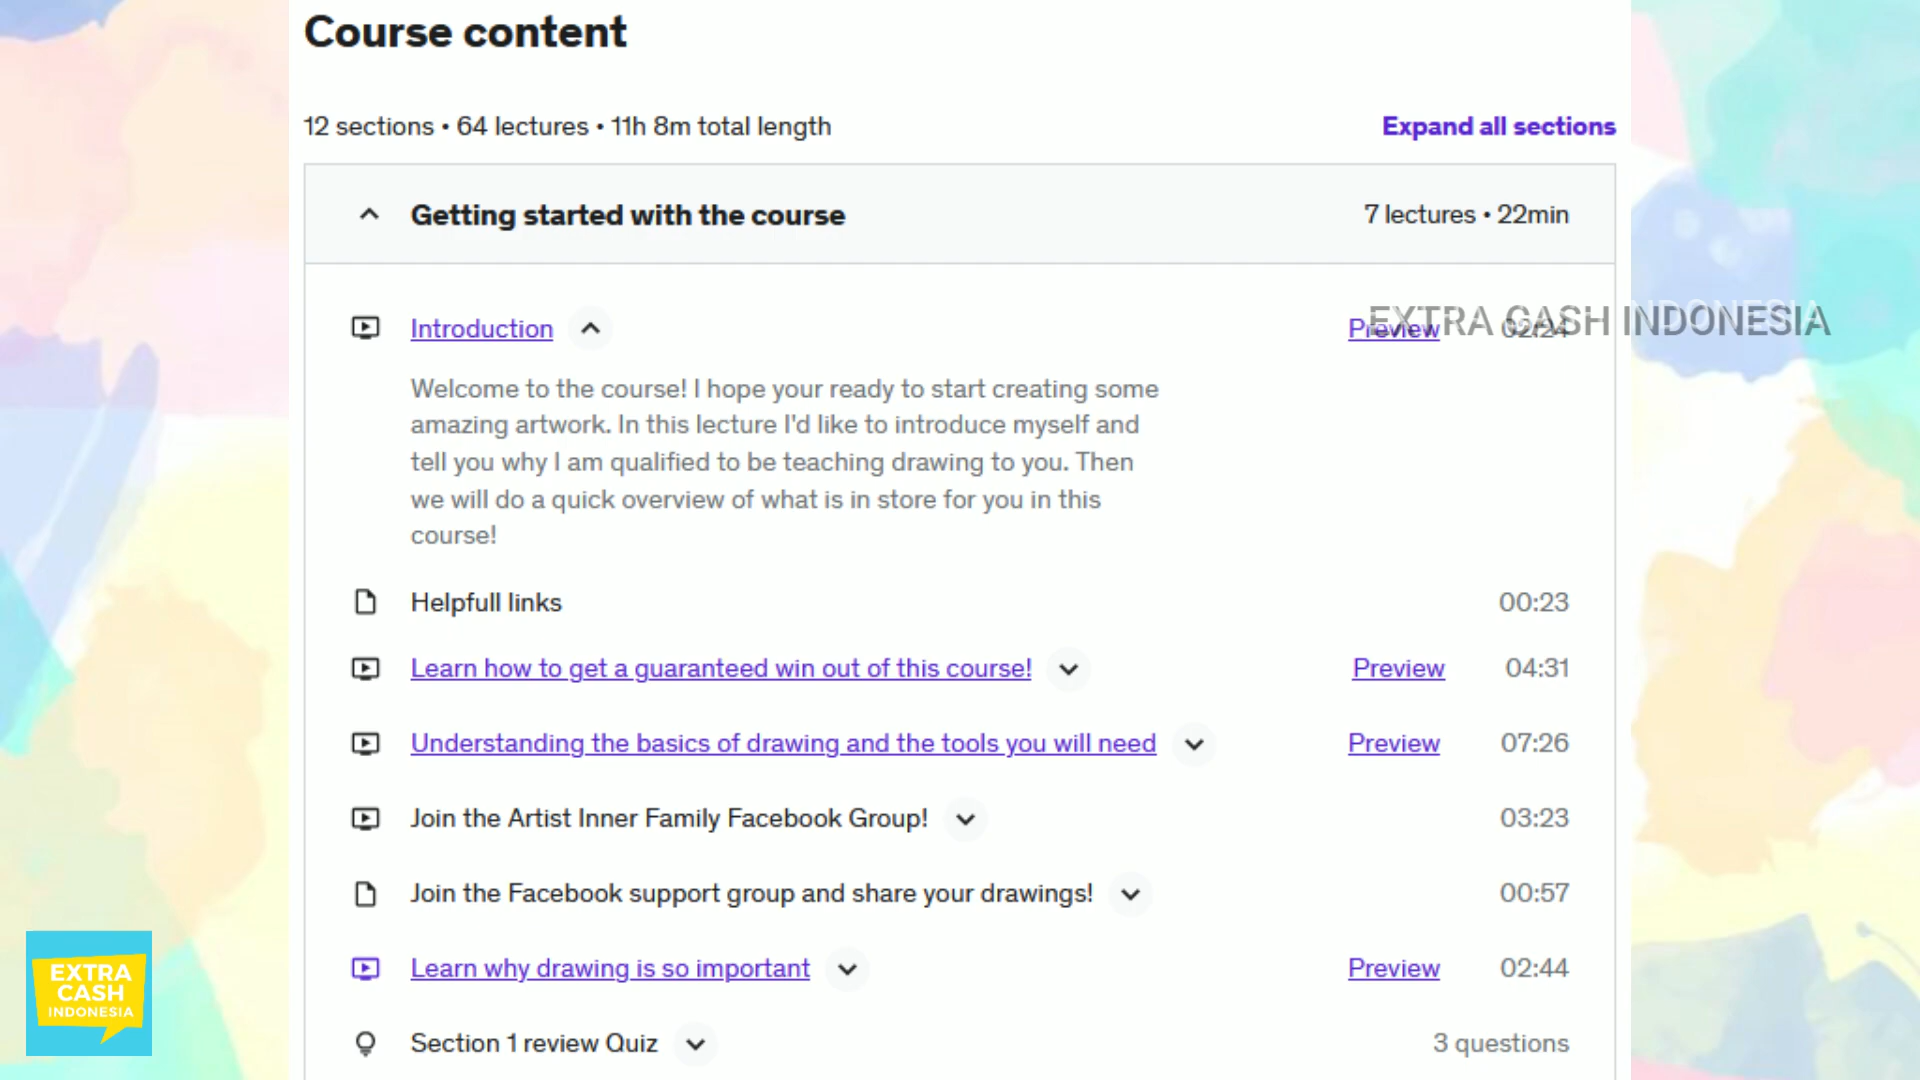 Course content
12 sections • 64 lectures • 11h 8m total length Expand all sections
Getting started with the course 7 lectures • 22min
Introduction Preview 02:24
EXTRA CASH INDONESIA
Welcome to the course! I hope your ready to start creating some
amazing artwork. In this lecture I'd like to introduce myself and
tell you why I am qualified to be teaching drawing to you. Then
we will do a quick overview of what is in store for you in this
course!
Helpfull links 00:23
Learn how to get a guaranteed win out of this course! Preview 04:31
Understanding the basics of drawing and the tools you will need Preview 07:26
Join the Artist Inner Family Facebook Group! 03:23
Join the Facebook support group and share your drawings! 00:57
Learn why drawing is so important Preview 02:44
Section 1 review Quiz 3 questions
EXTRA
CASH
INDONESIA